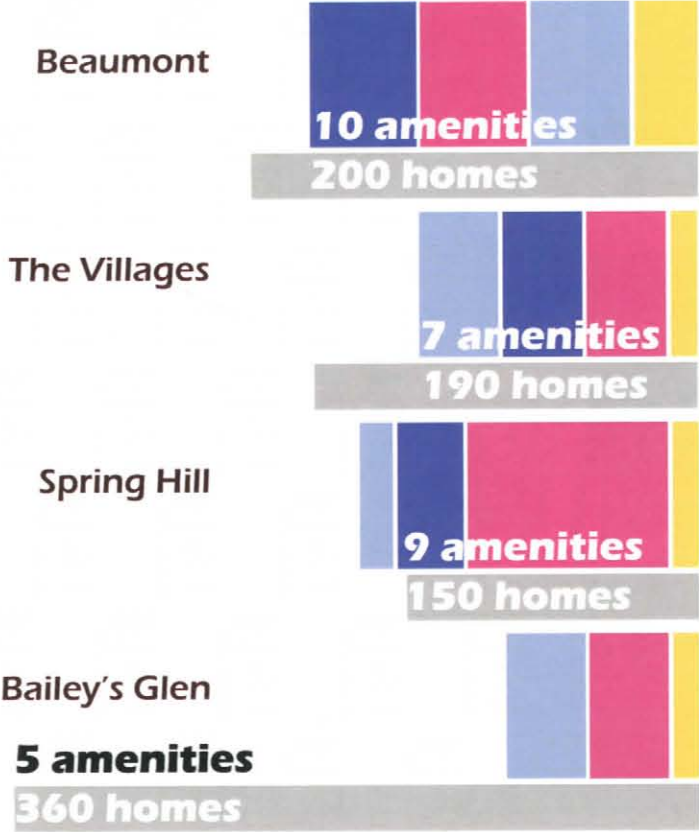 Beaumont
10 amenities
200 homes
The Villages
7 amenities
190 homes
Spring Hill
9 amenities
150 homes
Bailey's Glen
5 amenities
360 homes